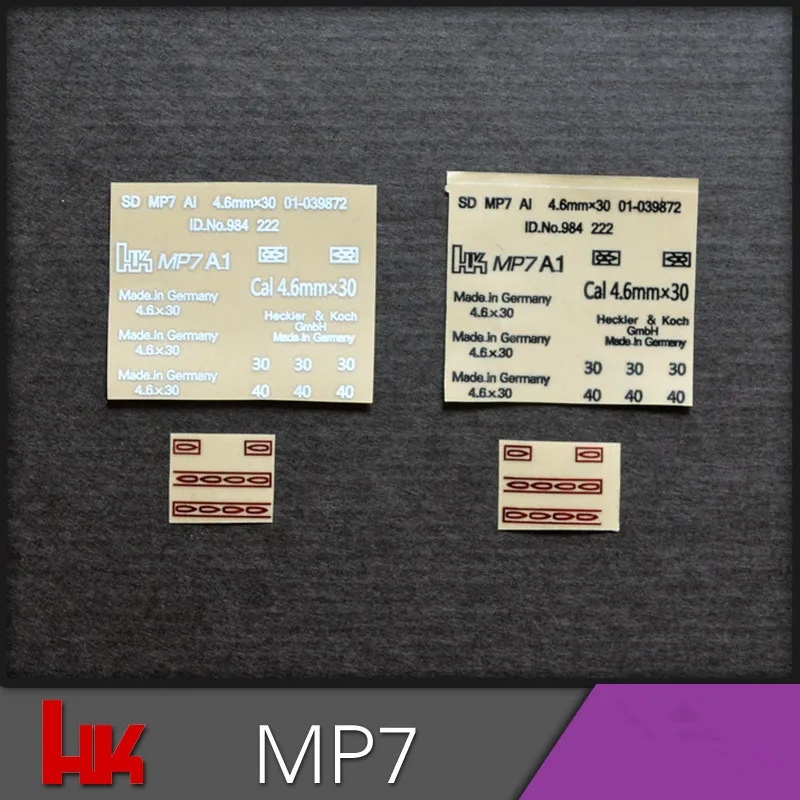 SD MP7 AI 4.6mm×30 01-039872
ID.No.984 222
HK MP7 A1
Cal 4.6mm×30
Made.in Germany
4.6.×.30
Heckler & Koch
GmbH
Made.in Germany
Made.in Germany
4.6.×.30
30 30 30
Made.in Germany
4.6.×.30
40 40 40
SD MP7 AI 4.6mm×30 01-039872
ID.No.984 222
HK MP7 A1
Cal 4.6mm×30
Made.in Germany
4.6.×.30
Heckler & Koch
GmbH
Made.in Germany
Made.in Germany
4.6.×.30
30 30 30
Made.in Germany
4.6.×.30
40 40 40
HK MP7